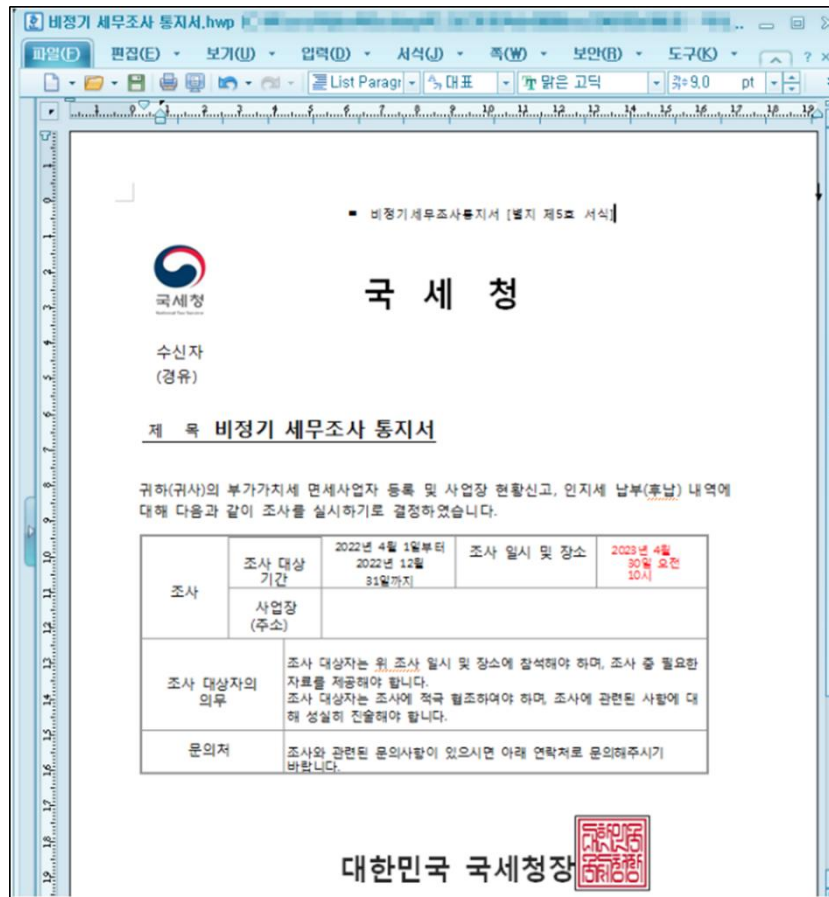 비정기 세무조사 통지서.hwp
파일(F) 편집(E) 보기(U) 입력(D) 서식(J) 쪽(W) 보안(B) 도구(K) ? ×
List Paragr 대표 맑은 고딕 9.0 pt
■ 비정기세무조사통지서 [별지 제5호 서식]
국세청
국 세 청
수신자
(경유)
제 목 비정기 세무조사 통지서
귀하(귀사)의 부가가치세 면세사업자 등록 및 사업장 현황신고, 인지세 납부(후납) 내역에
대해 다음과 같이 조사를 실시하기로 결정하였습니다.
조사
조사 대상
기간
2022년 4월 1일부터
2022년 12월
31일까지
조사 일시 및 장소
2023년 4월
30일 오전
10시
사업장
(주소)
조사 대상자의
의무
조사 대상자는 위 조사 일시 및 장소에 참석해야 하며, 조사 중 필요한
자료를 제공해야 합니다.
조사 대상자는 조사에 적극 협조하여야 하며, 조사에 관련된 사항에 대
해 성실히 진술해야 합니다.
문의처
조사와 관련된 문의사항이 있으시면 아래 연락처로 문의해주시기
바랍니다.
대한민국 국세청장